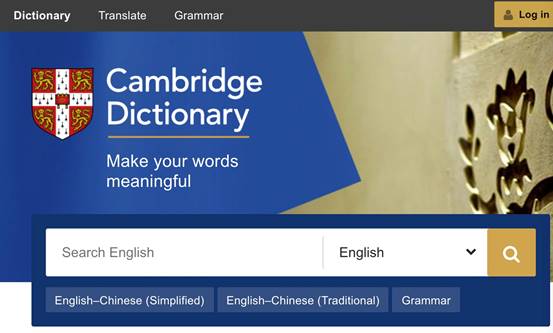 Dictionary Translate Grammar Log in
Cambridge
Dictionary
Make your words
meaningful
Search English English
English–Chinese (Simplified) English–Chinese (Traditional) Grammar